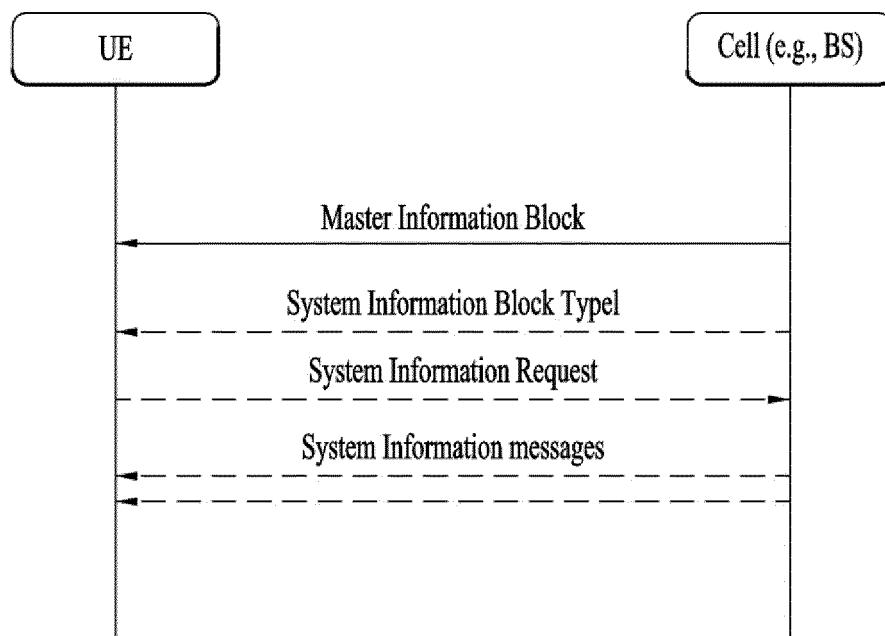 UE
Cell (e.g., BS)
Master Information Block
System Information Block Typel
System Information Request
System Information messages